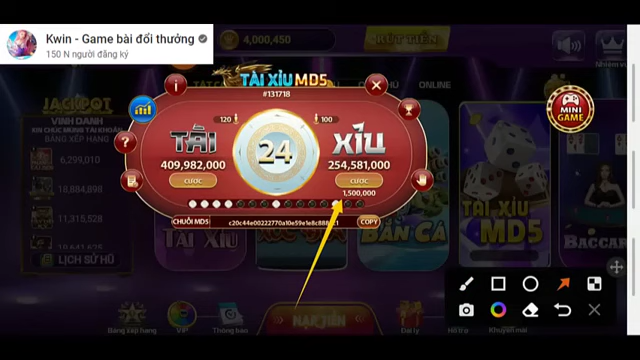 Kwin - Game bài đổi thưởng
150 N người đăng ký
4,000,450
RÚT TIỀN
TÀI XỈU MD5
#131718
ONLINE
JACKPOT
VINH DANH
BẢNG XẾP HẠNG
6,299,010
18,884,898
11,315,528
LỊCH SỬ HŨ
120
100
TÀI
24
XỈU
409,982,000
254,581,000
CƯỢC
CƯỢC
1,500,000
CHUỖI MD5
COPY
MINI
GAME
TÀI XỈU
BẮN CÁ
TÀI XỈU
MD5
BACCARA
Bảng xếp hạng
VIP
Thông báo
NẠP TIỀN
Đại lý
Hỗ trợ
Khuyến mãi